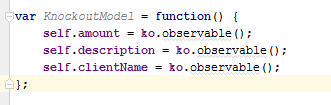 var KnockoutModel = function() {
self.amount = ko.observable();
self.description = ko.observable();
self.clientName = ko.observable();
};